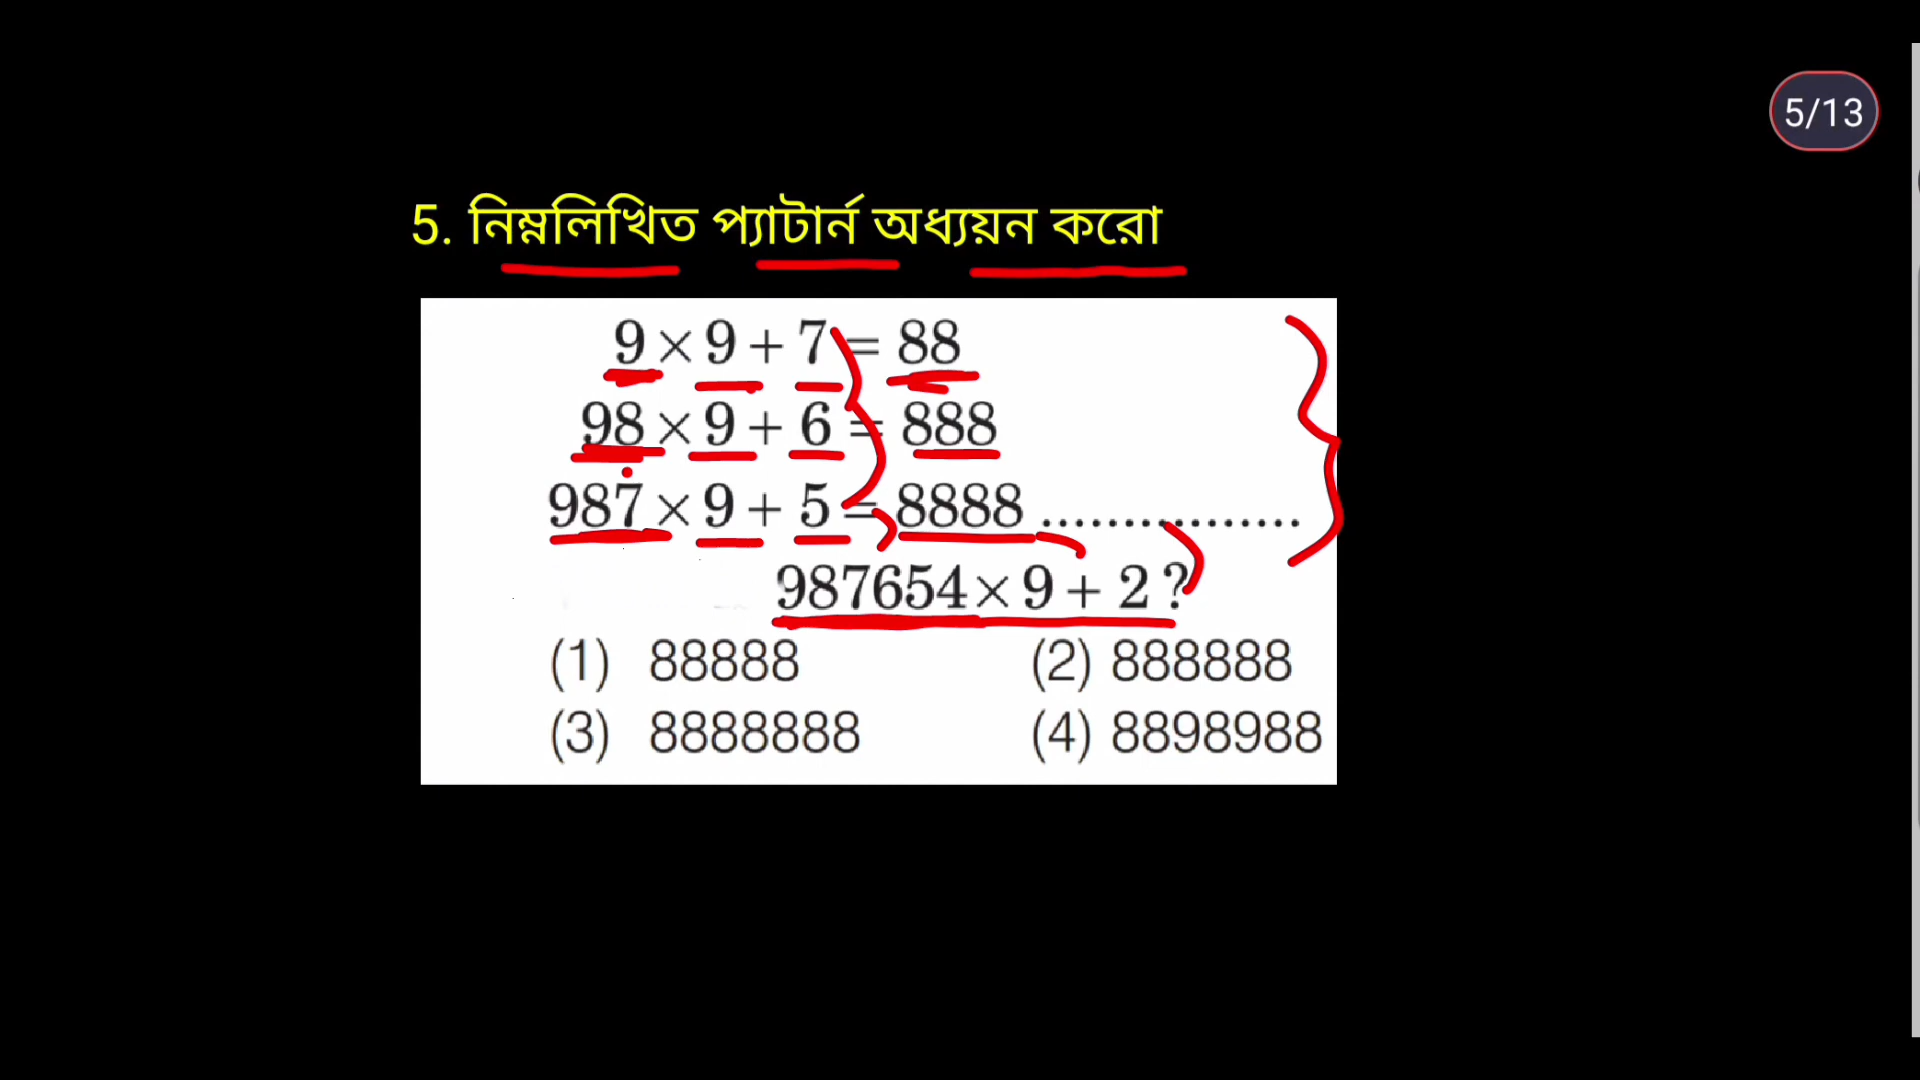 5/13
5. নিম্নলিখিত প্যাটার্ন অধ্যয়ন করো
9 × 9 + 7 = 88
98 × 9 + 6 = 888
987 × 9 + 5 = 8888 ................
987654 × 9 + 2 ?
(1) 88888 (2) 888888
(3) 8888888 (4) 8898988